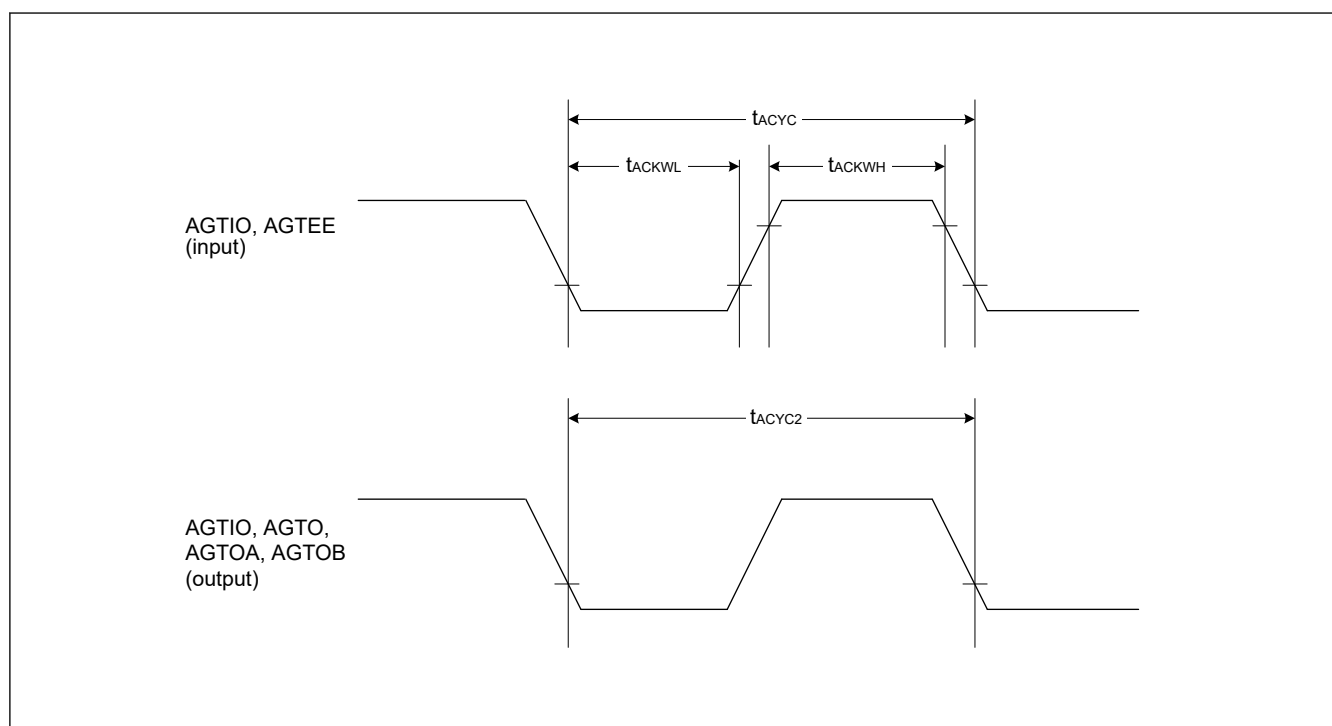 tACYC
tACKWL
tACKWH
AGTIO, AGTEE
(input)
tACYC2
AGTIO, AGTO,
AGTOA, AGTOB
(output)